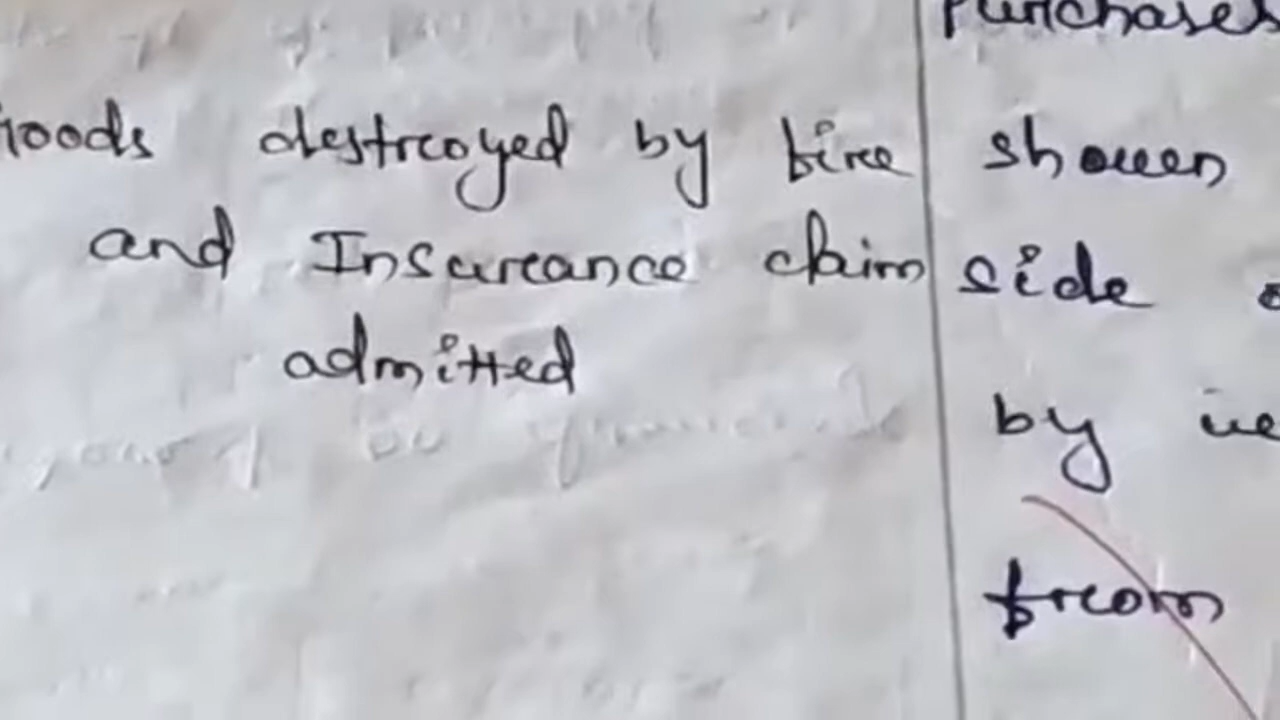 Purchases
Goods destroyed by fire shown
and Insurance claim side
admitted
by
from